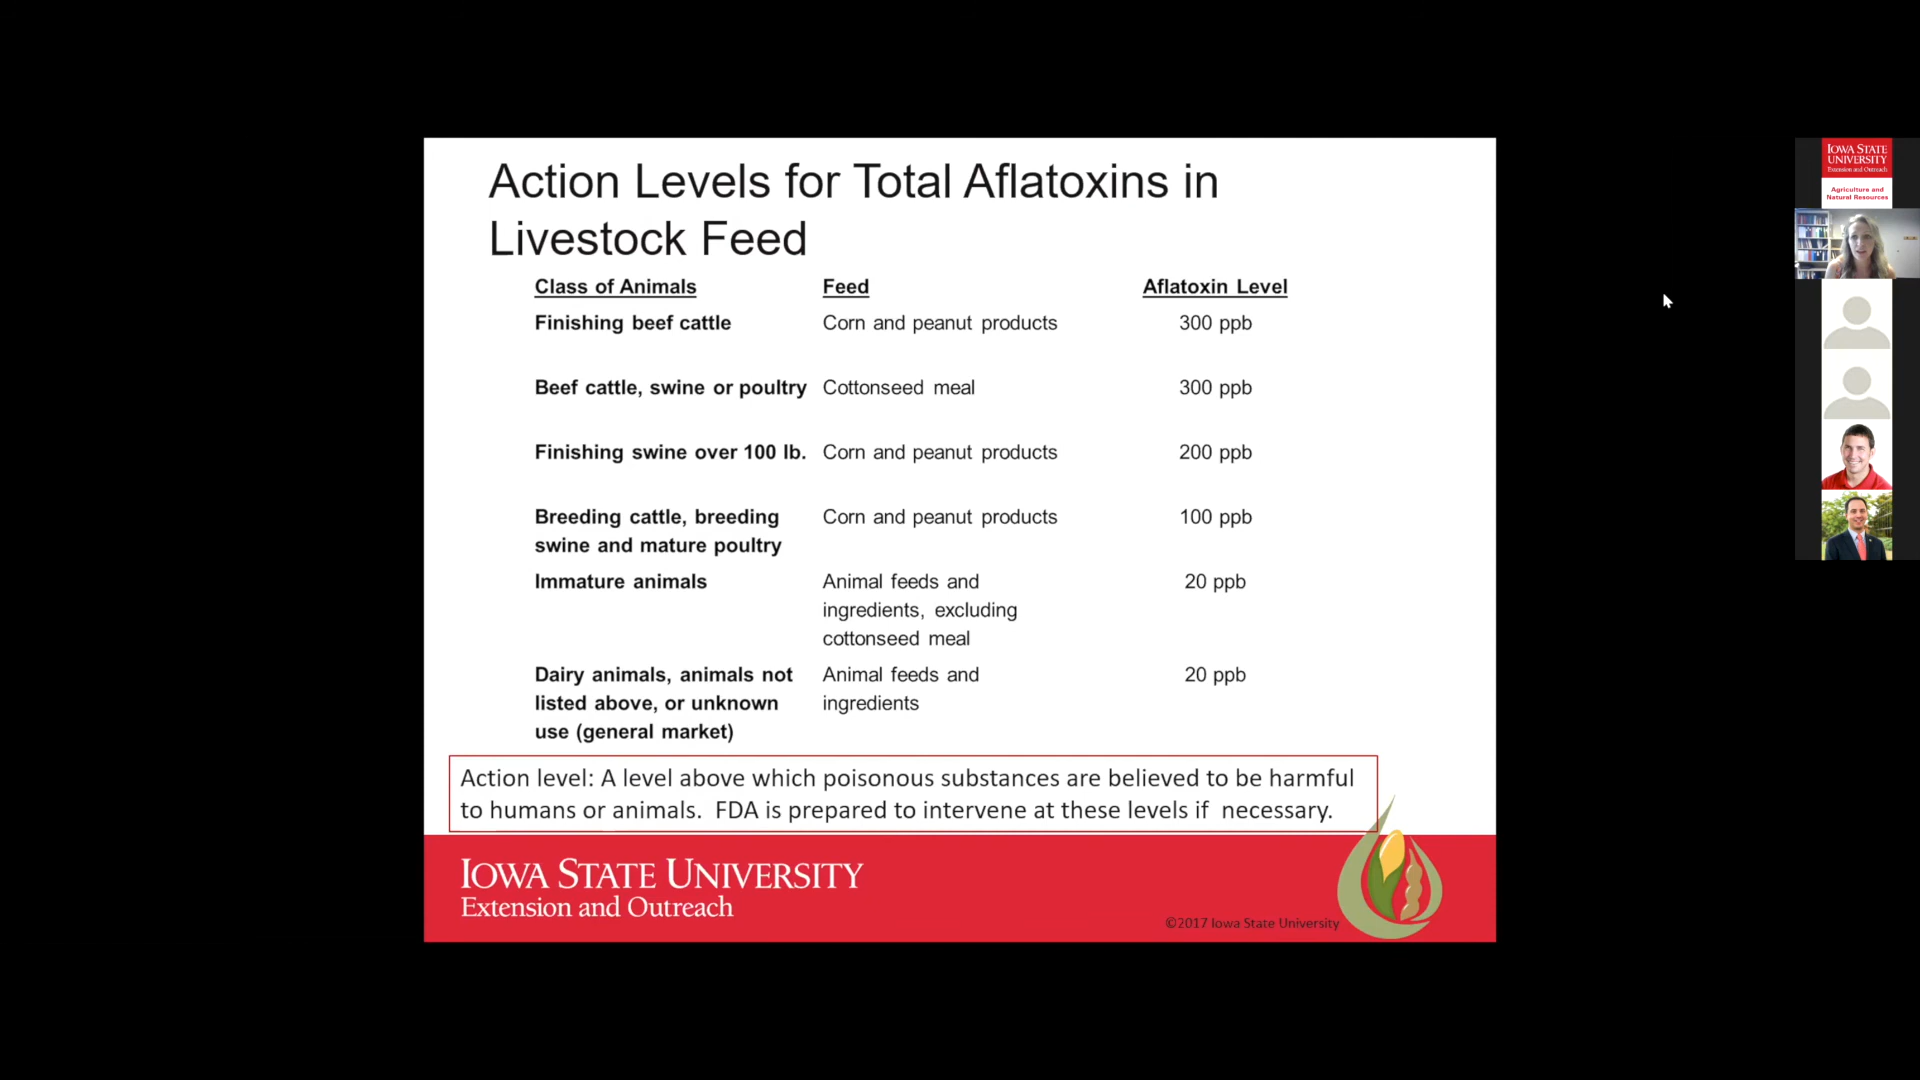 Action Levels for Total Aflatoxins in
Livestock Feed
Class of Animals Feed Aflatoxin Level
Finishing beef cattle Corn and peanut products 300 ppb
Beef cattle, swine or poultry Cottonseed meal 300 ppb
Finishing swine over 100 lb. Corn and peanut products 200 ppb
Breeding cattle, breeding Corn and peanut products 100 ppb
swine and mature poultry
Immature animals Animal feeds and 20 ppb
ingredients, excluding
cottonseed meal
Dairy animals, animals not Animal feeds and 20 ppb
listed above, or unknown ingredients
use (general market)
Action level: A level above which poisonous substances are believed to be harmful
to humans or animals. FDA is prepared to intervene at these levels if necessary.
IOWA STATE UNIVERSITY
Extension and Outreach
©2017 Iowa State University
IOWA STATE
UNIVERSITY
Extension and Outreach
Agriculture and
Natural Resources